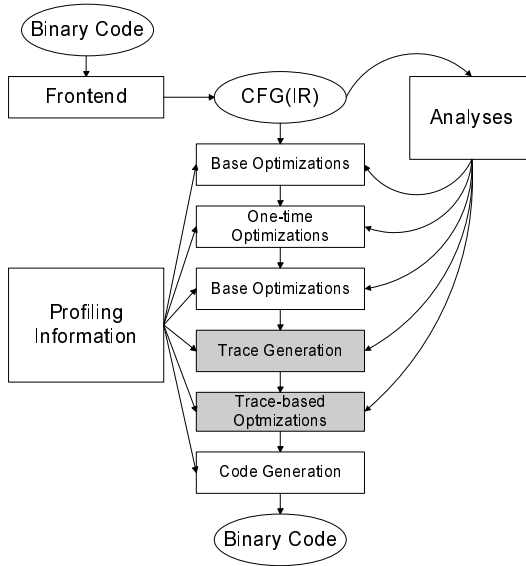 Binary Code
Frontend
CFG(IR)
Analyses
Base Optimizations
One-time
Optimizations
Base Optimizations
Profiling
Information
Trace Generation
Trace-based
Optmizations
Code Generation
Binary Code